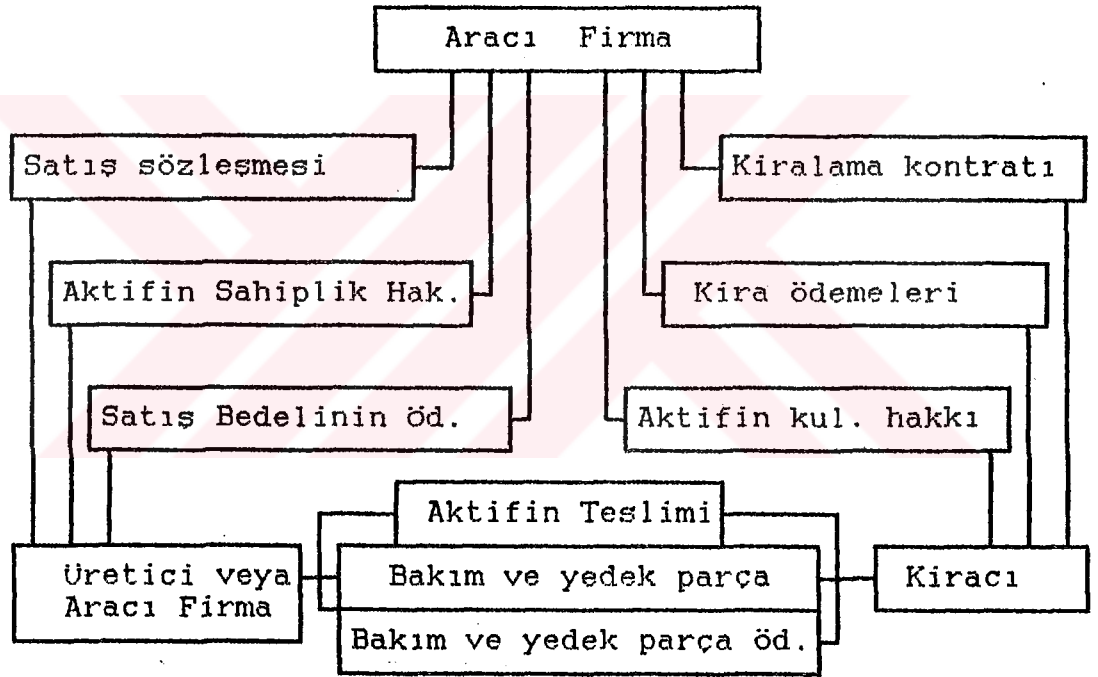 Aracı Firma
Satış sözleşmesi
Kiralama kontratı
Aktifin Sahiplik Hak.
Kira ödemeleri
Satış Bedelinin öd.
Aktifin kul. hakkı
Aktifin Teslimi
Üretici veya
Aracı Firma
Bakım ve yedek parça
Kiracı
Bakım ve yedek parça öd.